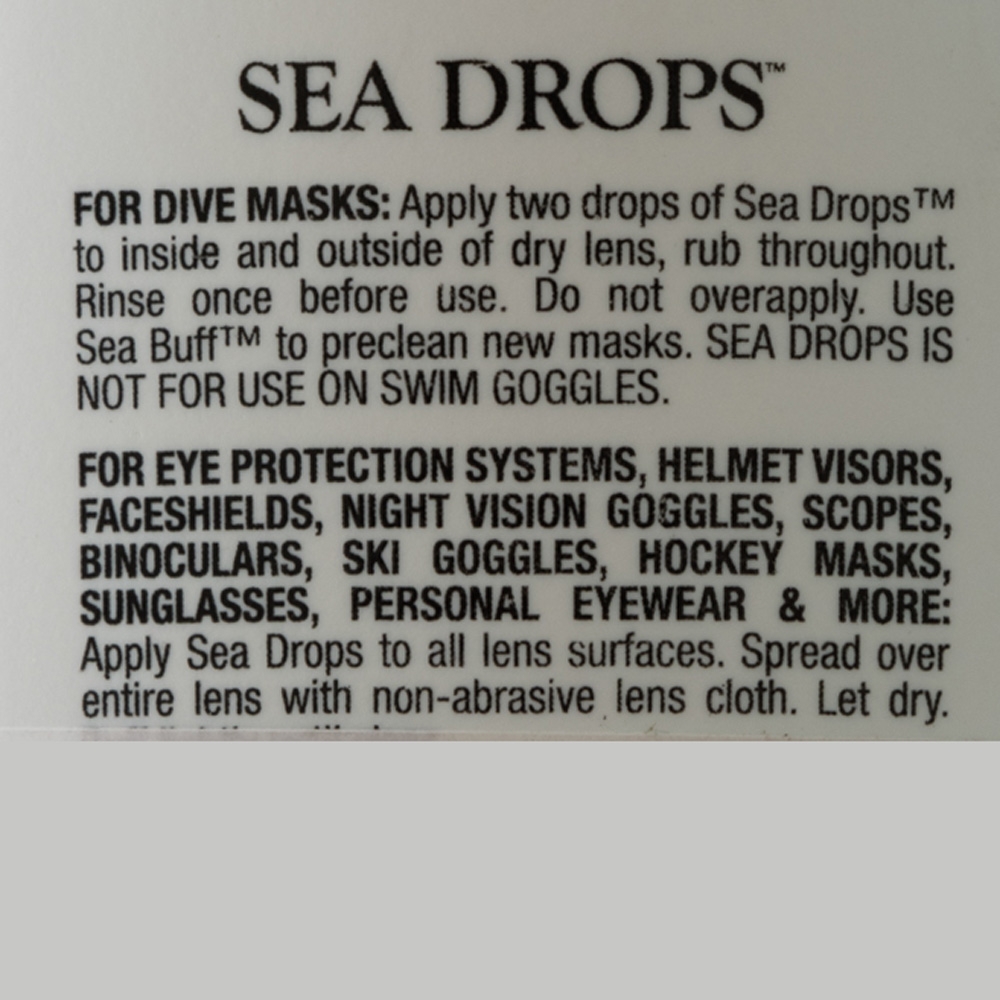 SEA DROPS™
FOR DIVE MASKS: Apply two drops of Sea Drops™
to inside and outside of dry lens, rub throughout.
Rinse once before use. Do not overapply. Use
Sea Buff™ to preclean new masks. SEA DROPS IS
NOT FOR USE ON SWIM GOGGLES.
FOR EYE PROTECTION SYSTEMS, HELMET VISORS,
FACESHIELDS, NIGHT VISION GOGGLES, SCOPES,
BINOCULARS, SKI GOGGLES, HOCKEY MASKS,
SUNGLASSES, PERSONAL EYEWEAR & MORE:
Apply Sea Drops to all lens surfaces. Spread over
entire lens with non-abrasive lens cloth. Let dry.